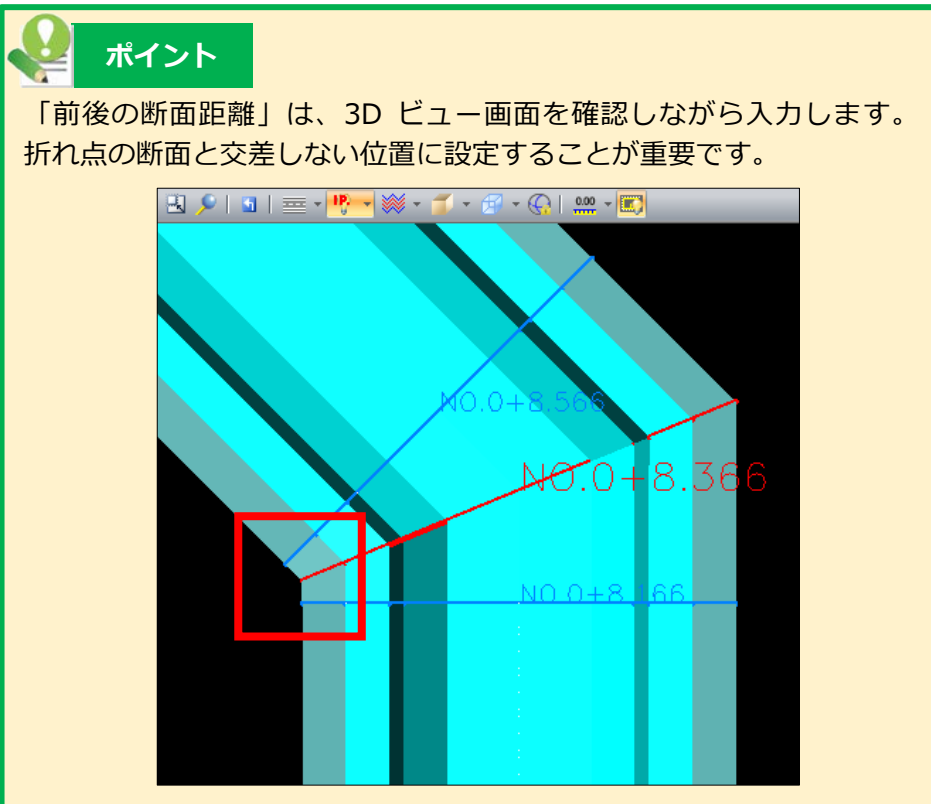 ポイント
「前後の断面距離」は、3D ビュー画面を確認しながら入力します。
折れ点の断面と交差しない位置に設定することが重要です。
IP.
0.00
NO.0+8.566
NO.0+8.366
NO.0+8.166